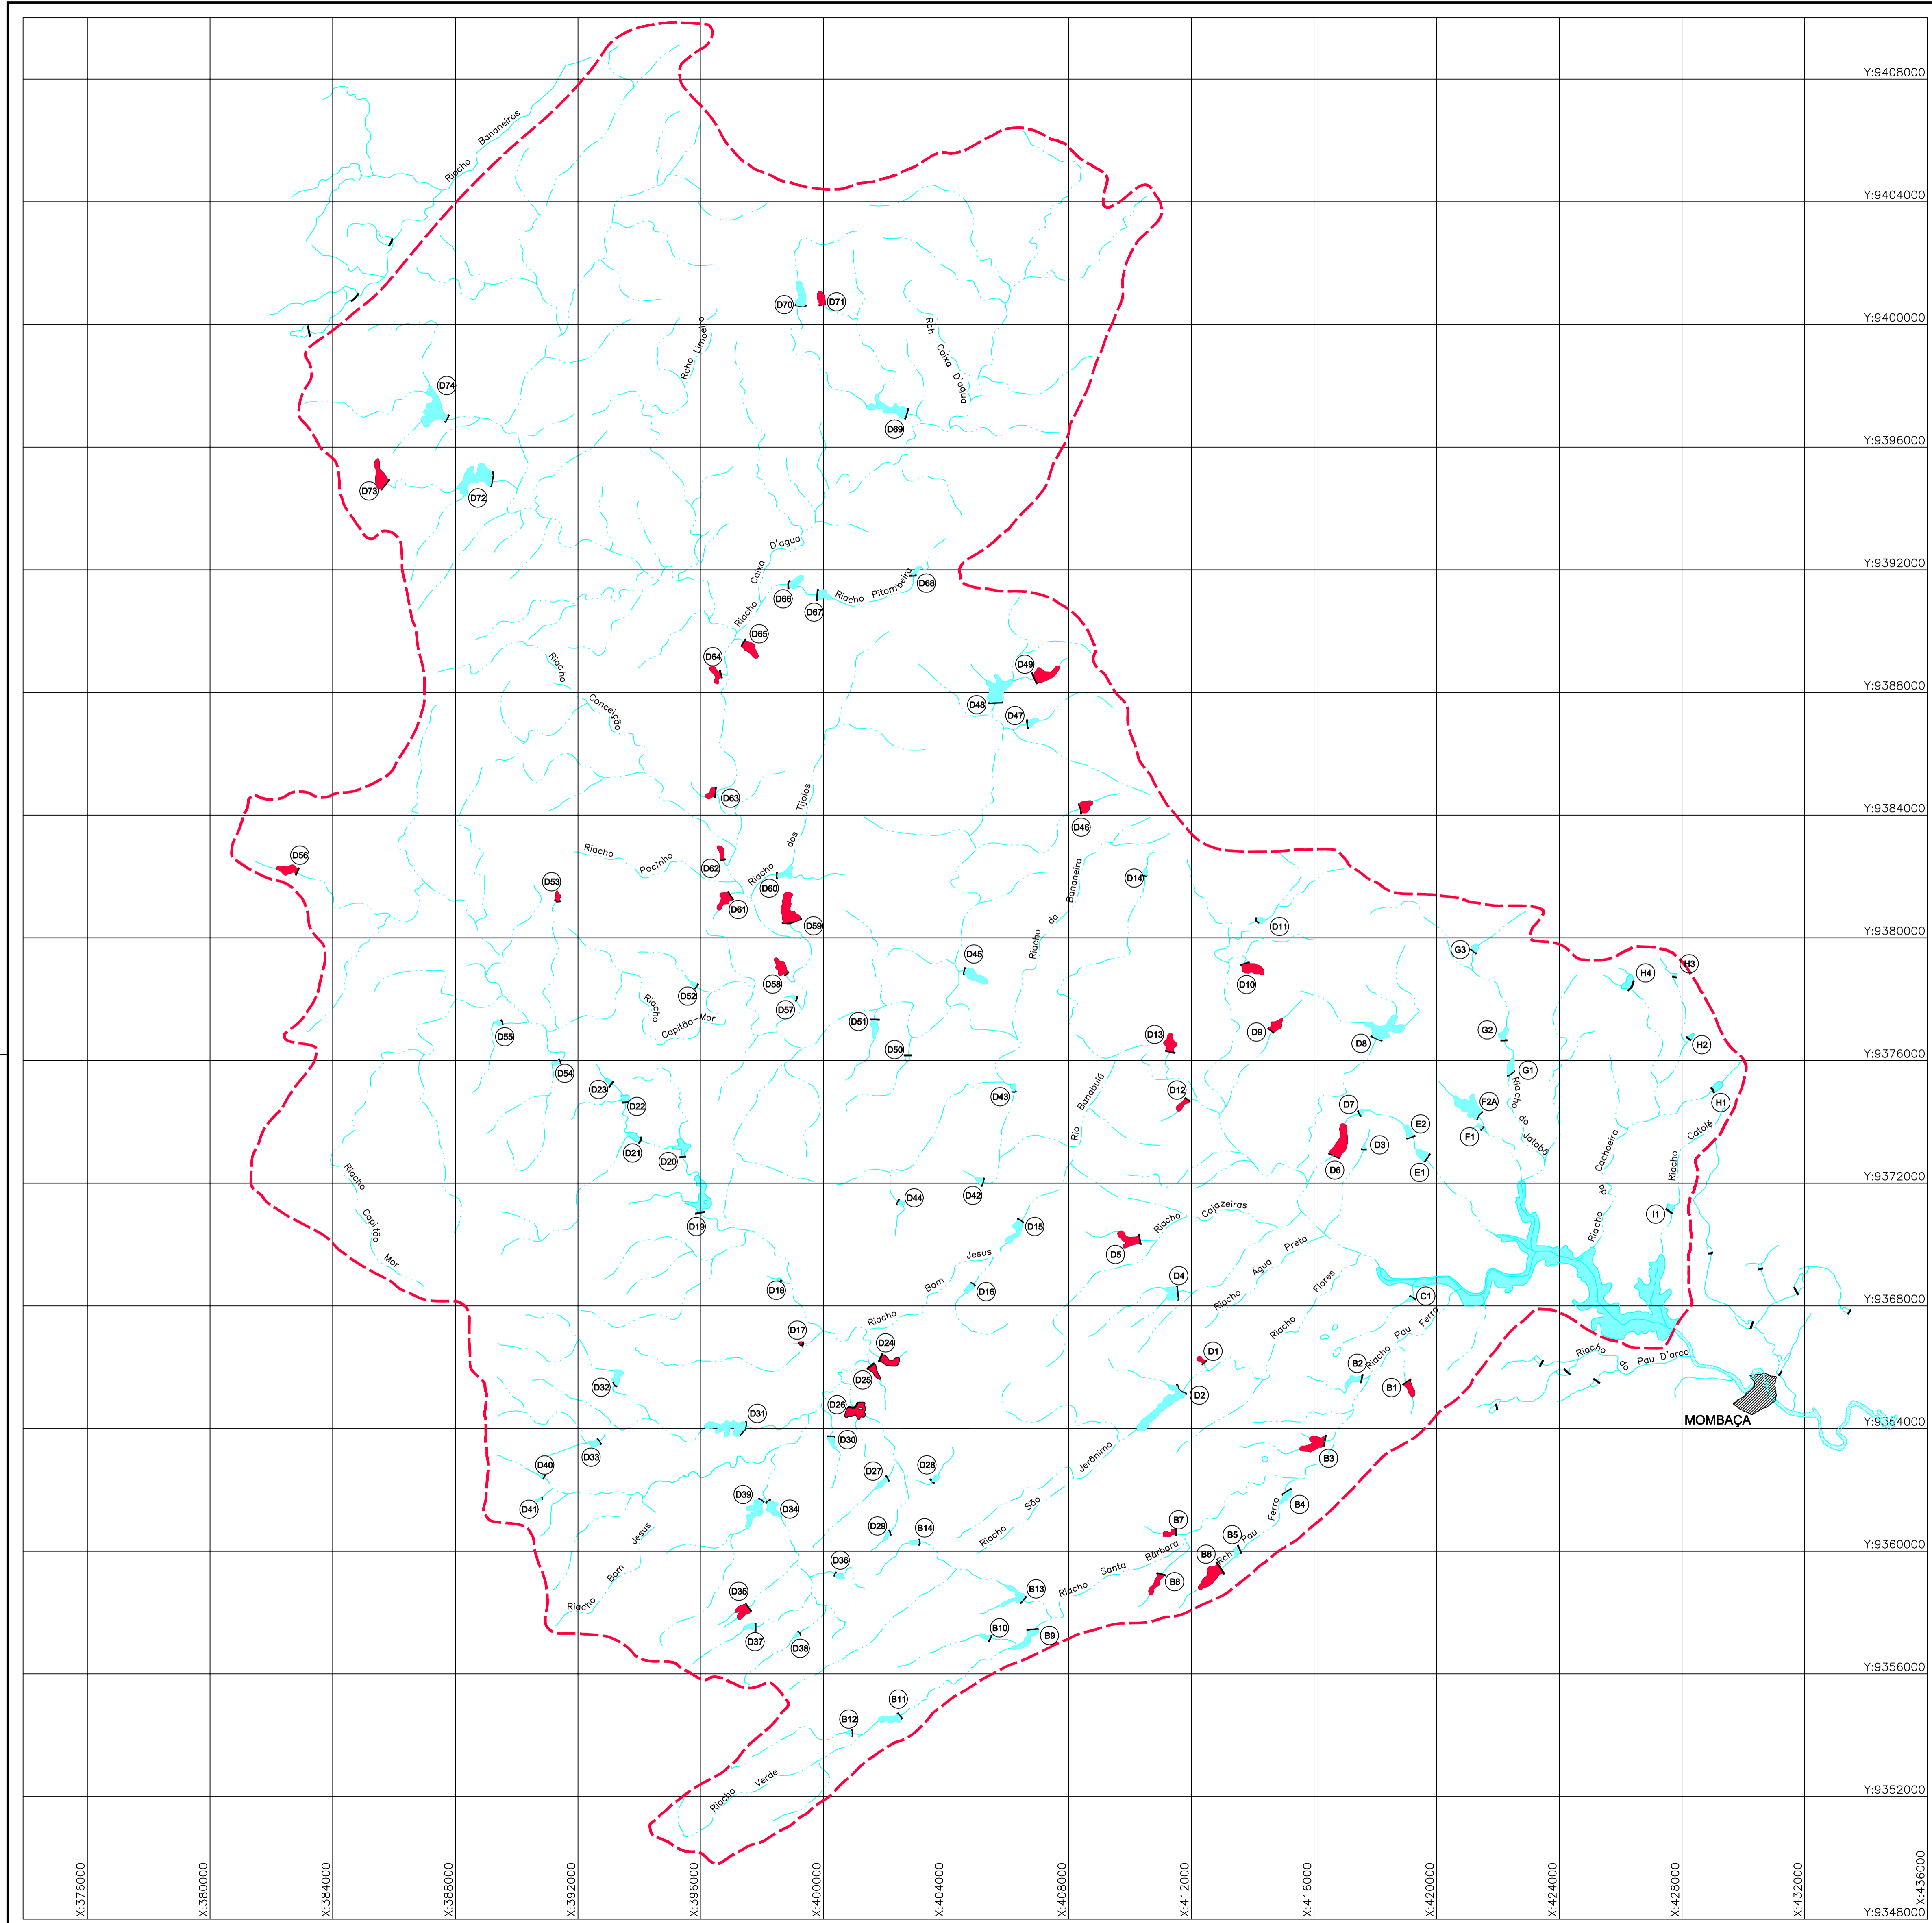 Y:9408000
Riacho Bananeiros
Y:9404000
D70
D71
Y:9400000
Rcho Limoeiro
Rch Caixa D'agua
D74
D69
Y:9396000
D73
D72
Riacho Caixa D'agua
Y:9392000
D66
Riacho Pitombeira
D68
D67
D65
D64
Riacho Conceição
D49
Y:9388000
D48
D47
D63
Riacho dos Tijolos
Y:9384000
D46
D56
Riacho Pocinho
D62
D60
D53
D61
D59
Riacho da Bananeira
D14
D11
Y:9380000
G3
D45
H3
H4
D58
D10
D52
D57
Riacho Capitão-Mor
D55
D51
D50
D13
D9
D8
G2
H2
Y:9376000
D54
D23
D22
D43
Rio Banabuiú
D12
G1
Riacho do Jatobá
F2A
F1
H1
D7
D3
E2
E1
D21
D20
D6
Riacho da Cachoeira
Riacho Catolé
Y:9372000
Riacho Capitão Mor
D19
D44
D42
D15
D5
Riacho Cajazeiras
I1
D18
Riacho Bom Jesus
D16
D4
Riacho Água Preta
Riacho Flores
C1
Y:9368000
D17
D24
D25
D1
Riacho Pau Ferro
B2
B1
Riacho do Pau D'arco
D32
D26
D2
MOMBAÇA
D31
D30
Y:9364000
D33
D40
D41
D27
D28
Riacho São Jerônimo
B3
D39
D34
B4
D29
B14
B7
B5
Rch Pau Ferro
Y:9360000
D36
B6
Riacho Santa Bárbara
B8
Riacho Bom Jesus
D35
B13
D37
D38
B10
B9
Y:9356000
B11
B12
Riacho Verde
Y:9352000
X:376000
X:380000
X:384000
X:388000
X:392000
X:396000
X:400000
X:404000
X:408000
X:412000
X:416000
X:420000
X:424000
X:428000
X:432000
X:436000
Y:9348000